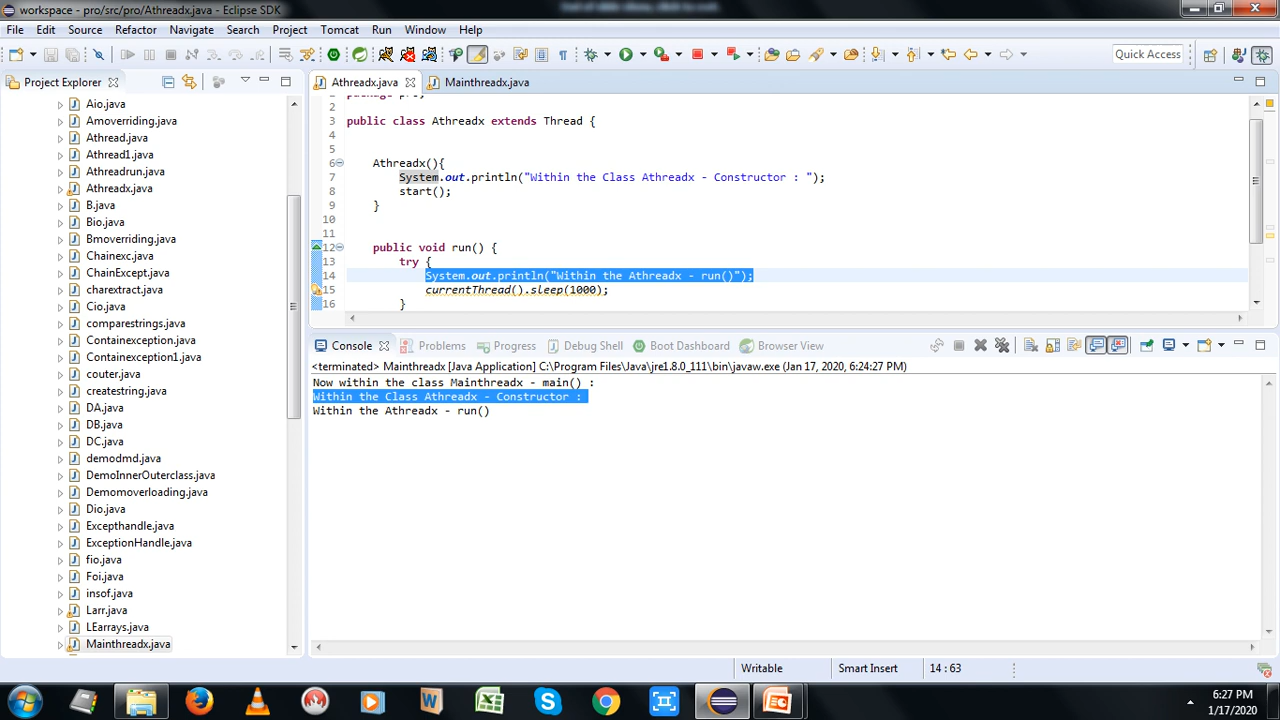 workspace - pro/src/pro/Athreadx.java - Eclipse SDK
File Edit Source Refactor Navigate Search Project Tomcat Run Window Help
Quick Access
Project Explorer
Athreadx.java
Mainthreadx.java
Aio.java
Amoverriding.java
Athread.java
Athread1.java
Athreadrun.java
Athreadx.java
B.java
Bio.java
Bmoverriding.java
Chainexc.java
ChainExcept.java
charextract.java
Cio.java
comparestrings.java
Containexception.java
Containexception1.java
couter.java
createstring.java
DA.java
DB.java
DC.java
demodmd.java
DemoInnerOuterclass.java
Demomoverloading.java
Dio.java
Excepthandle.java
ExceptionHandle.java
fio.java
Foi.java
insof.java
Larr.java
LEarrays.java
Mainthreadx.java
2
3 public class Athreadx extends Thread {
4
5
6 Athreadx(){
7 System.out.println("Within the Class Athreadx - Constructor : ");
8 start();
9 }
10
11
12 public void run() {
13 try {
14 System.out.println("Within the Athreadx - run()");
15 currentThread().sleep(1000);
16 }
Console Problems Progress Debug Shell Boot Dashboard Browser View
<terminated> Mainthreadx [Java Application] C:\Program Files\Java\jre1.8.0_111\bin\javaw.exe (Jan 17, 2020, 6:24:27 PM)
Now within the class Mainthreadx - main() :
Within the Class Athreadx - Constructor :
Within the Athreadx - run()
Writable Smart Insert 14 : 63
6:27 PM
1/17/2020